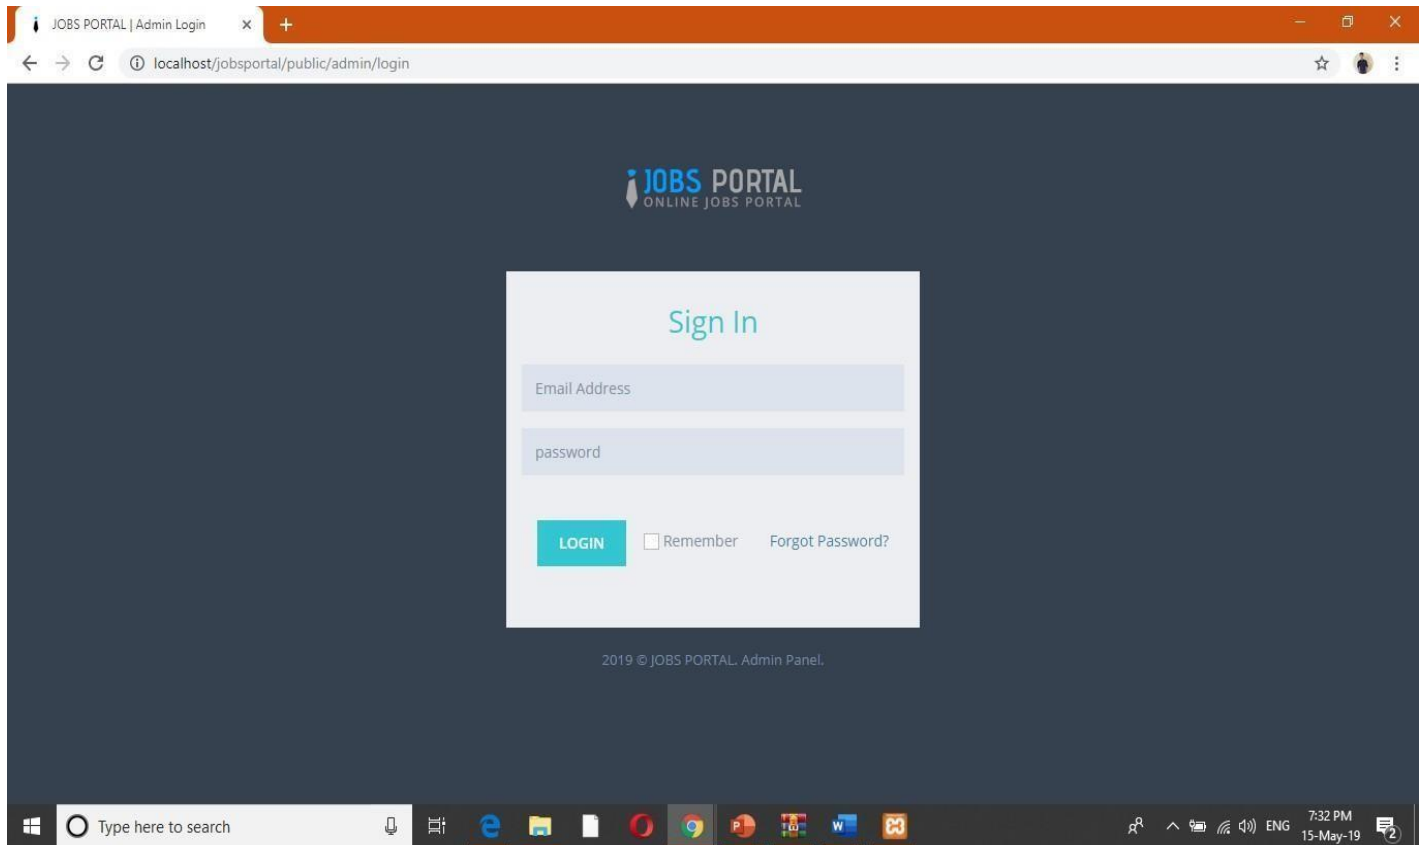 JOBS PORTAL | Admin Login
localhost/jobsportal/public/admin/login
JOBS PORTAL
ONLINE JOBS PORTAL
Sign In
Email Address
password
LOGIN Remember Forgot Password?
2019 © JOBS PORTAL. Admin Panel.
Type here to search
ENG
7:32 PM
15-May-19
2